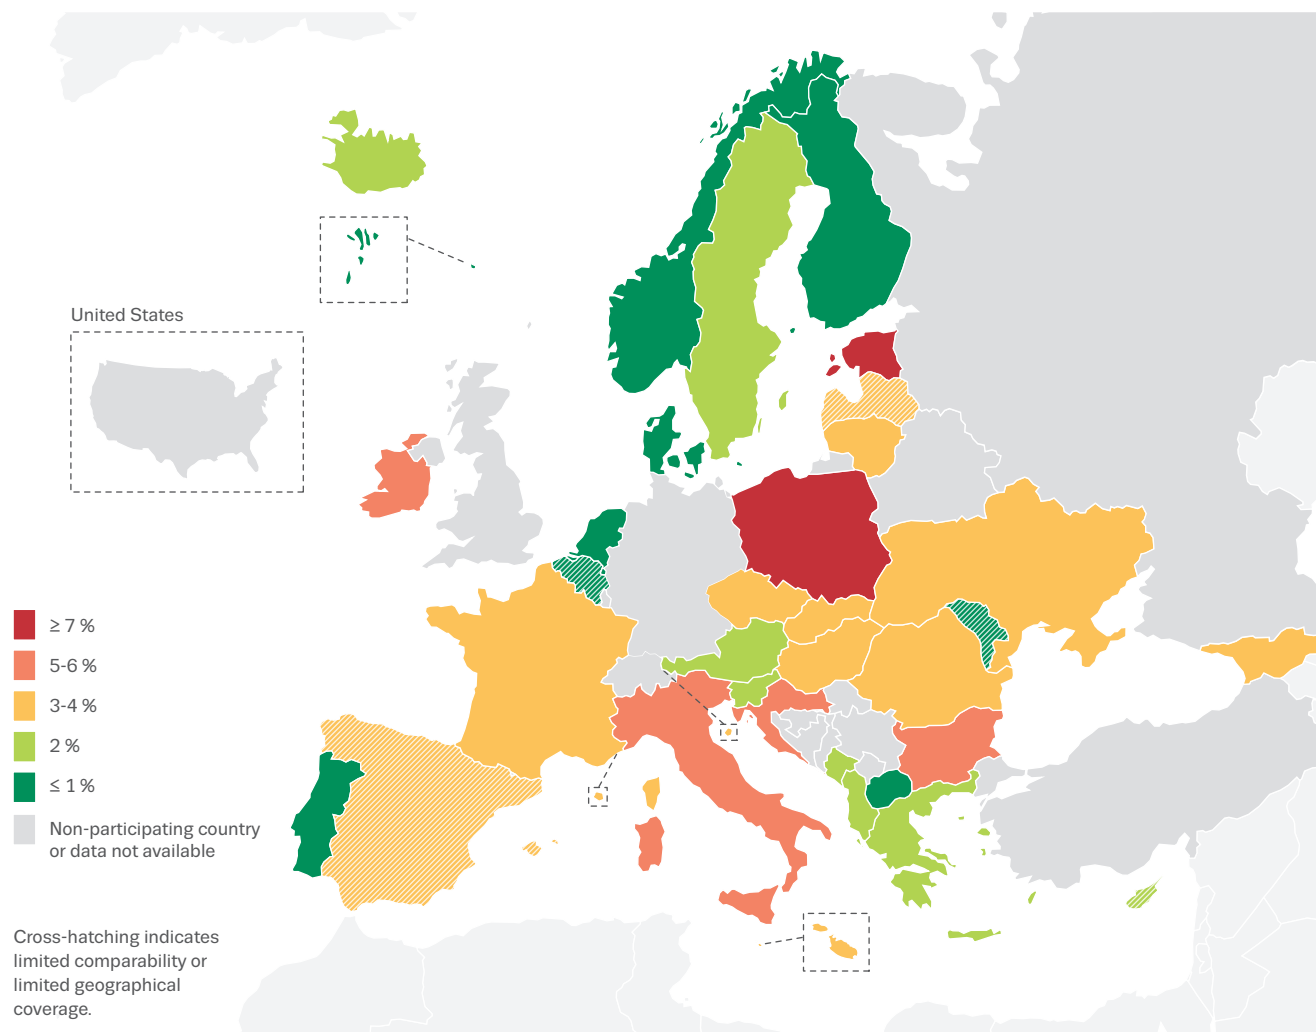 United States
≥ 7 %
5-6 %
3-4 %
2 %
≤ 1 %
Non-participating country
or data not available
Cross-hatching indicates
limited comparability or
limited geographical
coverage.